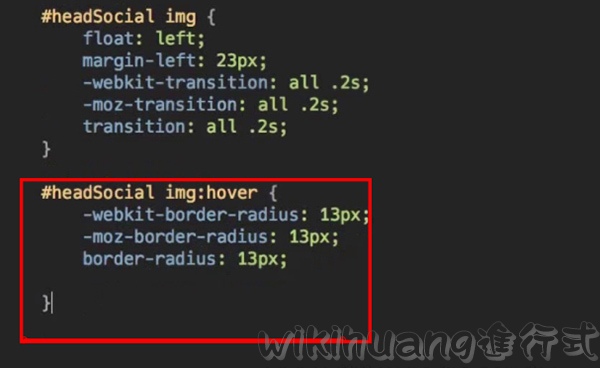 #headSocial img {
    float: left;
    margin-left: 23px;
    -webkit-transition: all .2s;
    -moz-transition: all .2s;
    transition: all .2s;
}
#headSocial img:hover {
    -webkit-border-radius: 13px;
    -moz-border-radius: 13px;
    border-radius: 13px;
}
wikihuang進行式